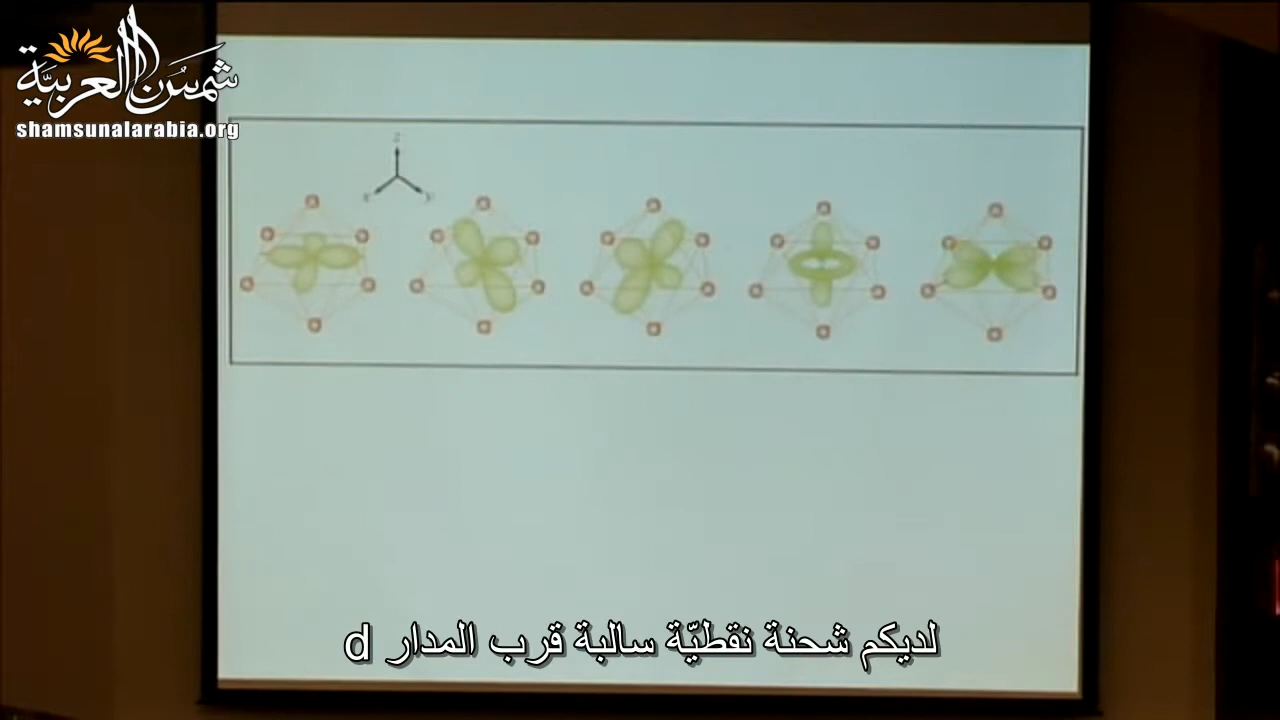 شمسُ العربيّة
shamsunalarabia.org
Z
X Y
لديكم شحنة نقطيّة سالبة قرب المدار d